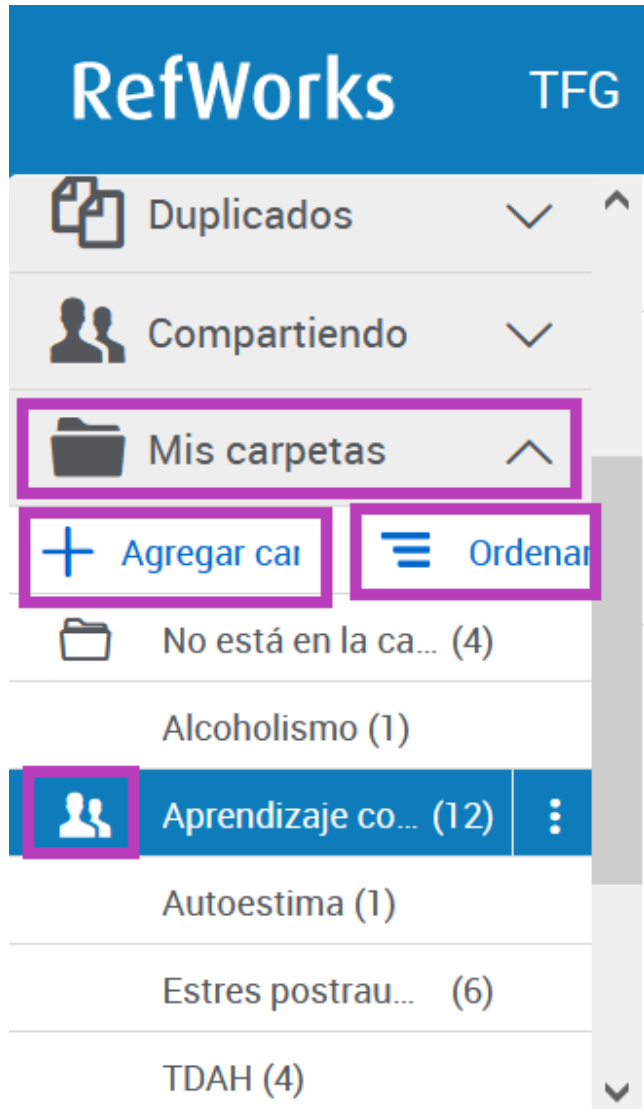 RefWorks TFG
Duplicados
Compartiendo
Mis carpetas
Agregar car Ordenar
No está en la ca... (4)
Alcoholismo (1)
Aprendizaje co... (12)
Autoestima (1)
Estres postrau... (6)
TDAH (4)